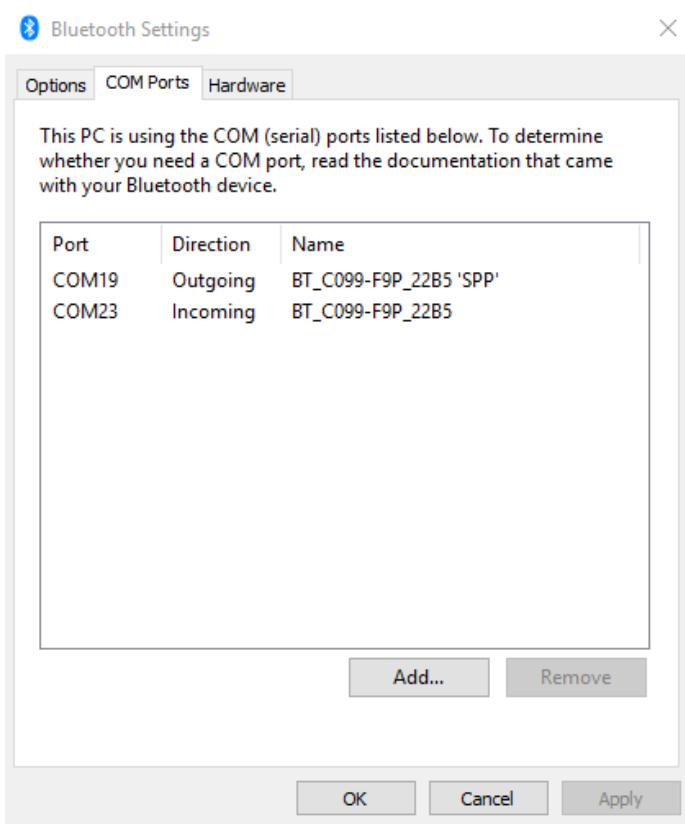 Bluetooth Settings
Options COM Ports Hardware
This PC is using the COM (serial) ports listed below. To determine
whether you need a COM port, read the documentation that came
with your Bluetooth device.
Port Direction Name
COM19 Outgoing BT_C099-F9P_22B5 'SPP'
COM23 Incoming BT_C099-F9P_22B5
Add... Remove
OK Cancel Apply